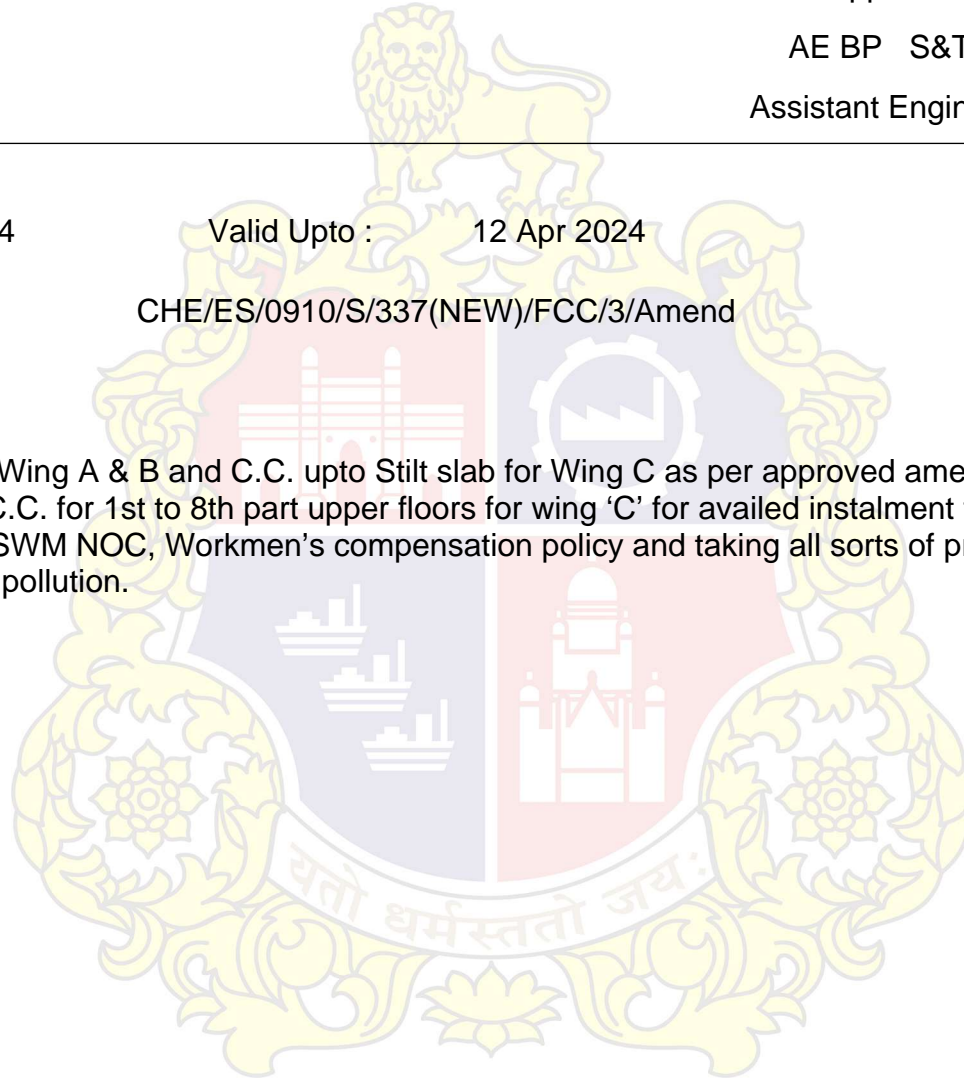 AE BP S&T
Assistant Engin
4 Valid Upto : 12 Apr 2024
CHE/ES/0910/S/337(NEW)/FCC/3/Amend
Wing A & B and C.C. upto Stilt slab for Wing C as per approved ame
C.C. for 1st to 8th part upper floors for wing ‘C’ for availed instalment
SWM NOC, Workmen’s compensation policy and taking all sorts of p
pollution.
यतो धर्मस्ततो जयः